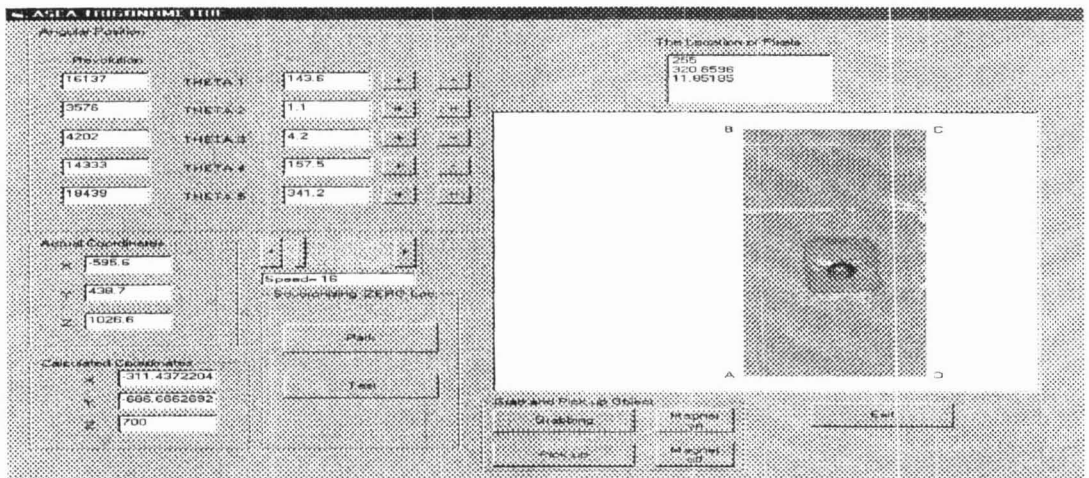 ASEA TRIGONOMETRIE
Angular Position
Revolution
16137 THETA 1 143.6 + -
3576 THETA 2 1.1 + -
4202 THETA 3 4.2 + -
14333 THETA 4 157.5 + -
18439 THETA 5 341.2 + -
The Location of Pixels
255
320.6596
11.85185
B C
A D
Actual Coordinates
X -595.6
Y 438.7
Z 1026.6
Speed= 16
ZERO
Park
Test
Calculated Coordinates
X 311.4372204
Y 686.6662692
Z 700
Grab and Pick up Object
Grabbing
Pick up
Magnet on
Magnet off
Exit